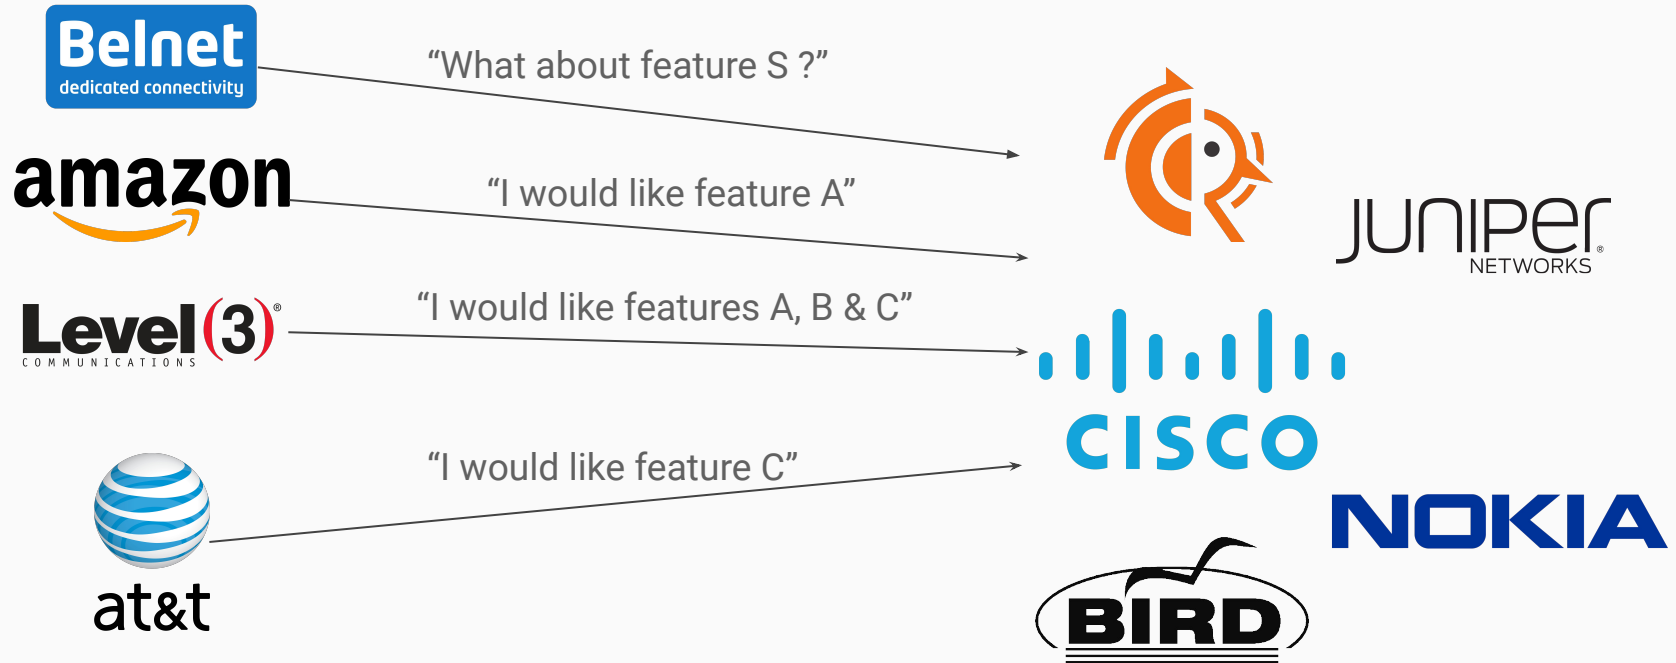 Belnet
dedicated connectivity
“What about feature S ?”
amazon
“I would like feature A”
JUNIPer®
NETWORKS
Level(3)®
COMMUNICATIONS
“I would like features A, B & C”
CISCO
“I would like feature C”
at&t
NOKIA
BIRD